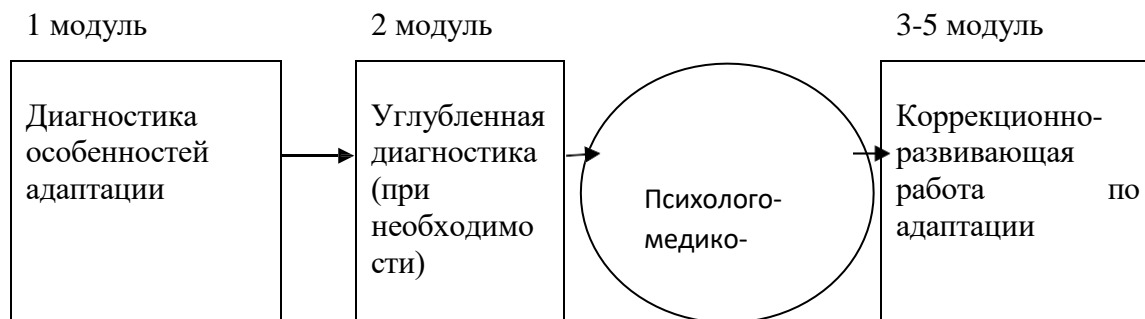 1 модуль
2 модуль
3-5 модуль
Диагностика
особенностей
адаптации
Углубленная
диагностика
(при
необходимо
сти)
Психолого-
медико-
Коррекционно-
развивающая
работа по
адаптации